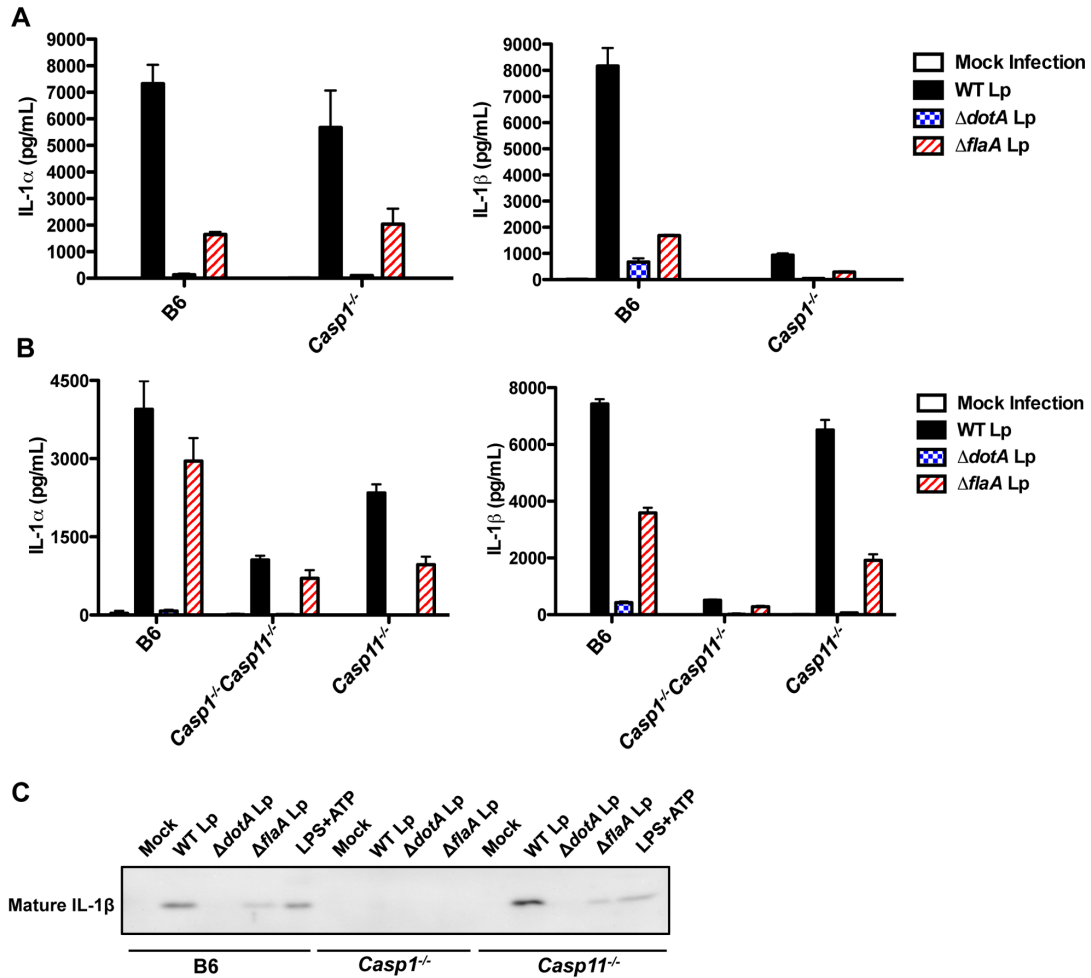 A
IL-1α (pg/mL)
9000
8000
7000
6000
5000
4000
3000
2000
1000
0
B6
Casp1-/-
IL-1β (pg/mL)
9000
8000
7000
6000
5000
4000
3000
2000
1000
0
B6
Casp1-/-
Mock Infection
WT Lp
ΔdotA Lp
ΔflaA Lp
B
IL-1α (pg/mL)
4500
3000
1500
0
B6
Casp1-/-Casp11-/-
Casp11-/-
IL-1β (pg/mL)
8000
6000
4000
2000
0
B6
Casp1-/-Casp11-/-
Casp11-/-
Mock Infection
WT Lp
ΔdotA Lp
ΔflaA Lp
C
Mock
WT Lp
ΔdotA Lp
ΔflaA Lp
LPS+ATP
Mock
WT Lp
ΔdotA Lp
ΔflaA Lp
Mock
WT Lp
ΔdotA Lp
ΔflaA Lp
LPS+ATP
Mature IL-1β
B6
Casp1-/-
Casp11-/-